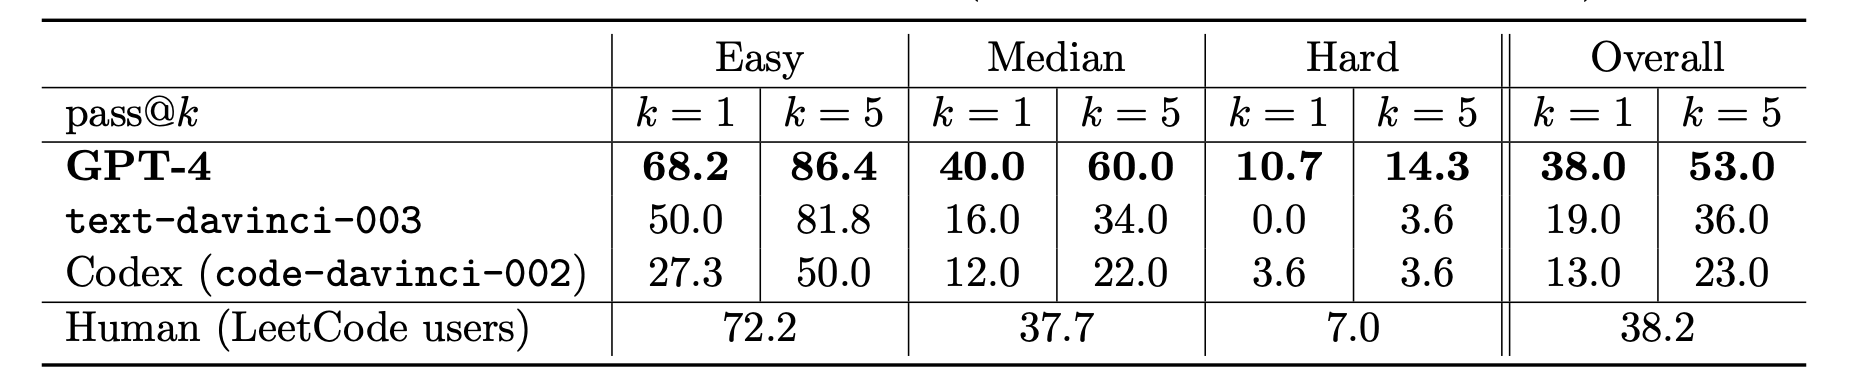 Easy Median Hard Overall
pass@k k = 1 k = 5 k = 1 k = 5 k = 1 k = 5 k = 1 k = 5
GPT-4 68.2 86.4 40.0 60.0 10.7 14.3 38.0 53.0
text-davinci-003 50.0 81.8 16.0 34.0 0.0 3.6 19.0 36.0
Codex (code-davinci-002) 27.3 50.0 12.0 22.0 3.6 3.6 13.0 23.0
Human (LeetCode users) 72.2 37.7 7.0 38.2